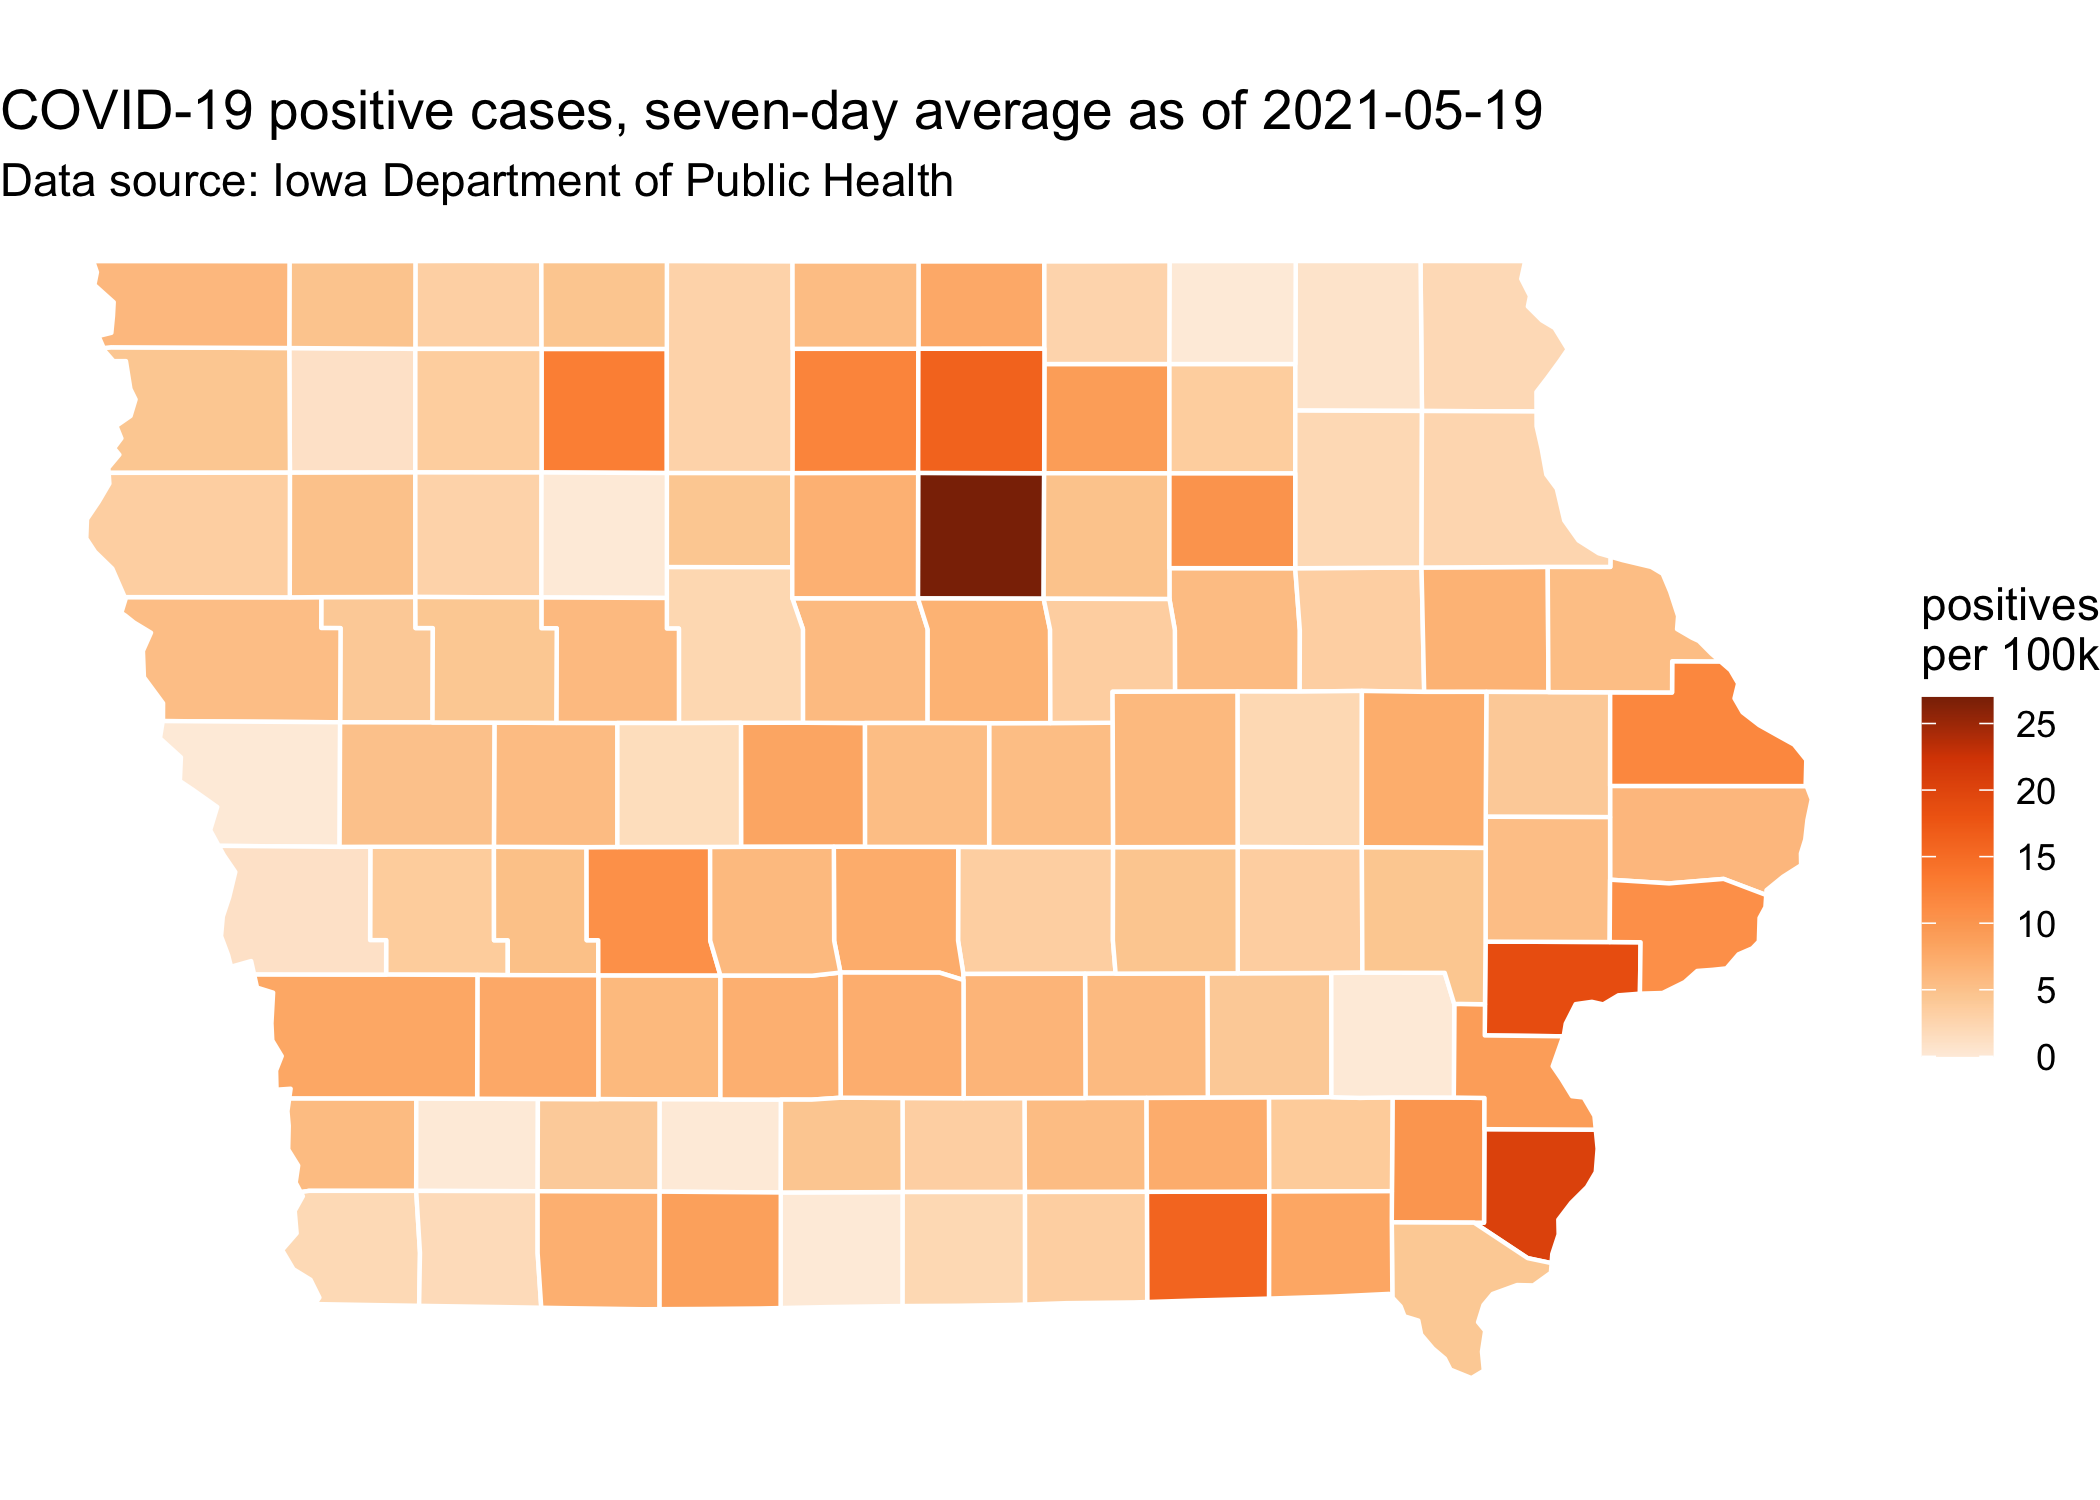 COVID-19 positive cases, seven-day average as of 2021-05-19
Data source: Iowa Department of Public Health
positives
per 100k
25
20
15
10
5
0